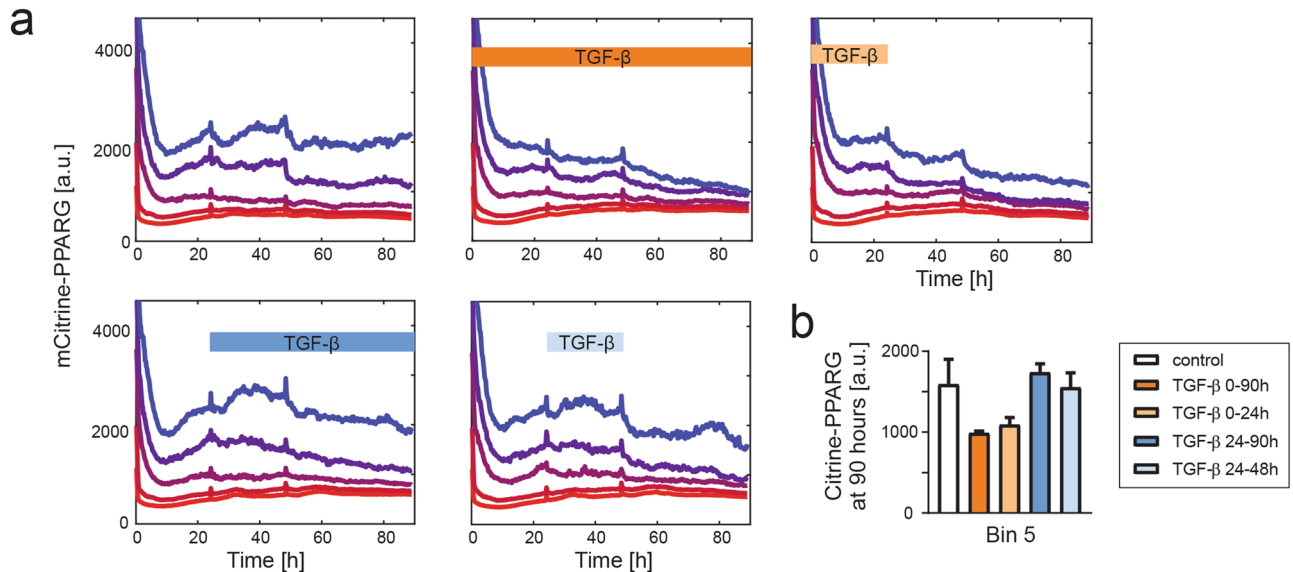 a
mCitrine-PPARG [a.u.]
4000
2000
0
0 20 40 60 80
TGF-β
0 20 40 60 80
TGF-β
0 20 40 60 80
Time [h]
4000
2000
0
TGF-β
0 20 40 60 80
Time [h]
TGF-β
0 20 40 60 80
Time [h]
b
Citrine-PPARG
at 90 hours [a.u.]
2000
1000
0
Bin 5
control
TGF-β 0-90h
TGF-β 0-24h
TGF-β 24-90h
TGF-β 24-48h